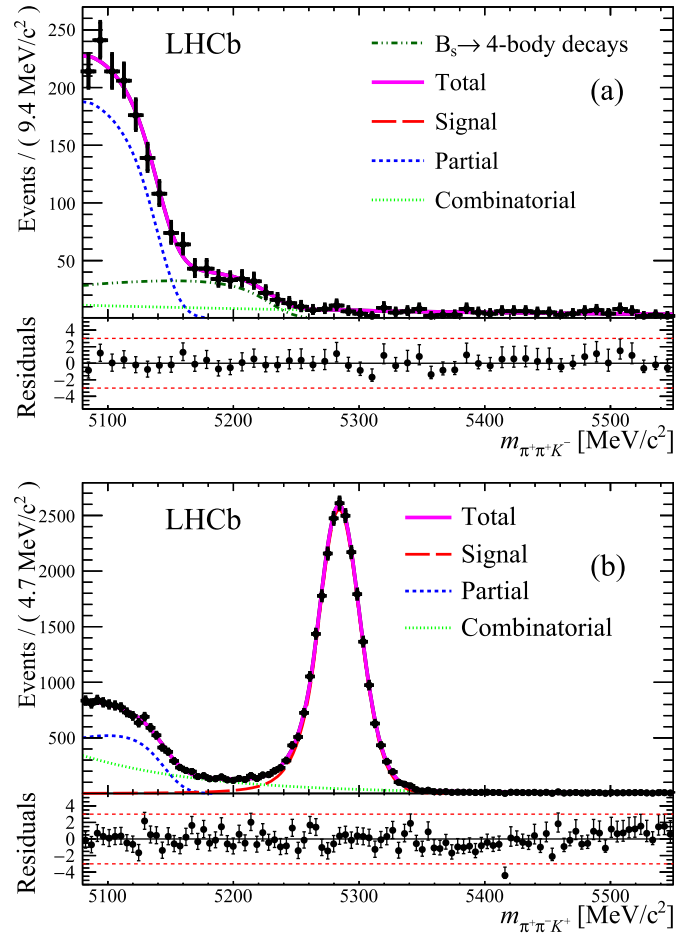 LHCb
(a)
B_s → 4-body decays
Total
Signal
Partial
Combinatorial
Events / ( 9.4 MeV/c² )
250
200
150
100
50
Residuals
4
2
0
−2
−4
5100 5200 5300 5400 5500
m_π⁺π⁺K⁻ [MeV/c²]
LHCb
(b)
Total
Signal
Partial
Combinatorial
Events / ( 4.7 MeV/c² )
2500
2000
1500
1000
500
Residuals
4
2
0
−2
−4
5100 5200 5300 5400 5500
m_π⁺π⁻K⁺ [MeV/c²]